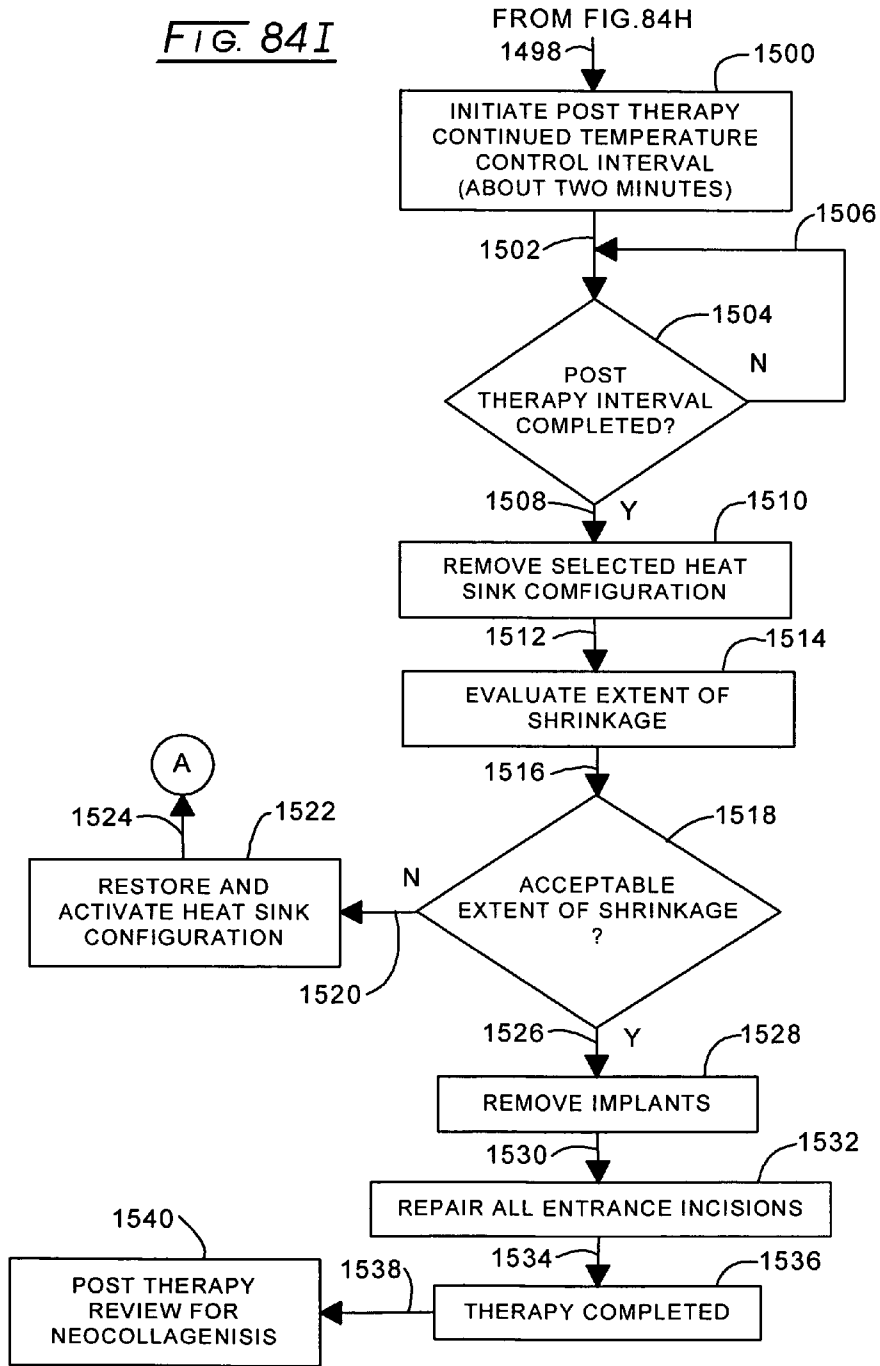 FIG. 84I
FROM FIG.84H
1498
1500
INITIATE POST THERAPY
CONTINUED TEMPERATURE
CONTROL INTERVAL
(ABOUT TWO MINUTES)
1502
1506
1504
POST
THERAPY INTERVAL
COMPLETED?
N
1508
Y
1510
REMOVE SELECTED HEAT
SINK COMFIGURATION
1512
1514
EVALUATE EXTENT OF
SHRINKAGE
1516
A
1524
1522
1518
RESTORE AND
ACTIVATE HEAT SINK
CONFIGURATION
N
1520
ACCEPTABLE
EXTENT OF SHRINKAGE
?
1526
Y
1528
REMOVE IMPLANTS
1530
1532
REPAIR ALL ENTRANCE INCISIONS
1534
1536
1540
POST THERAPY
REVIEW FOR
NEOCOLLAGENISIS
1538
THERAPY COMPLETED